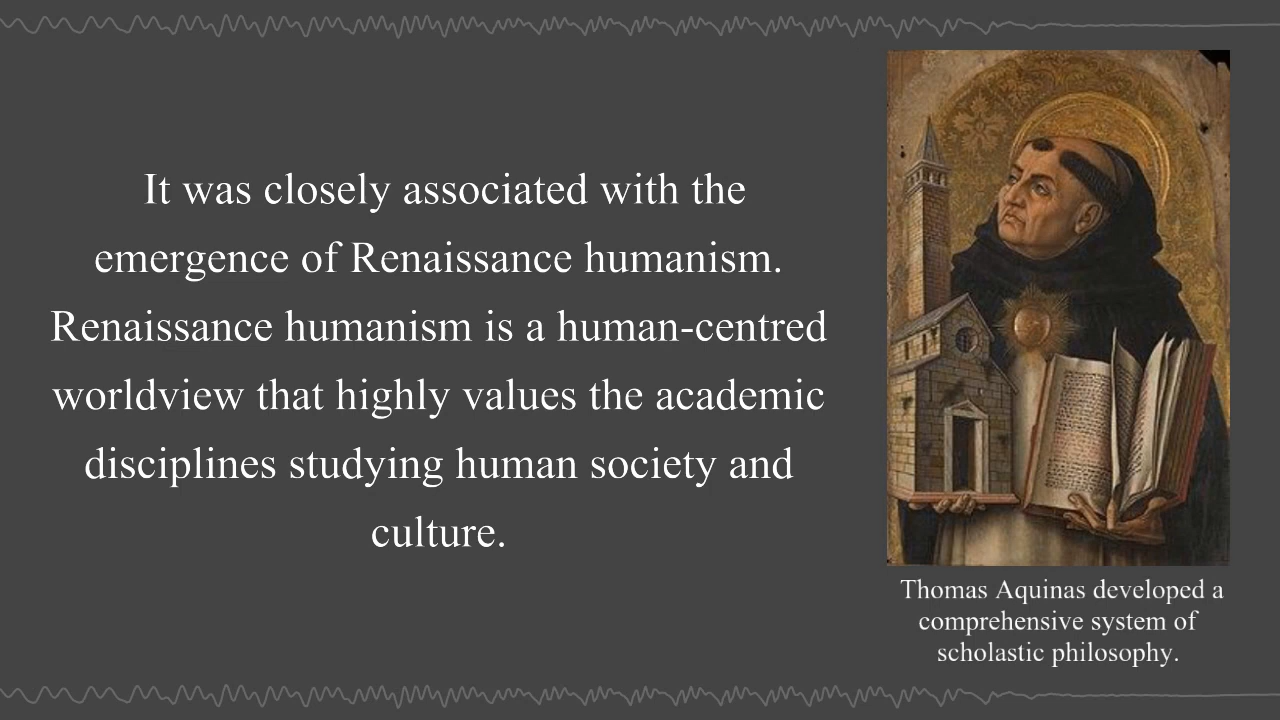 It was closely associated with the
emergence of Renaissance humanism.
Renaissance humanism is a human-centred
worldview that highly values the academic
disciplines studying human society and
culture.
Thomas Aquinas developed a
comprehensive system of
scholastic philosophy.